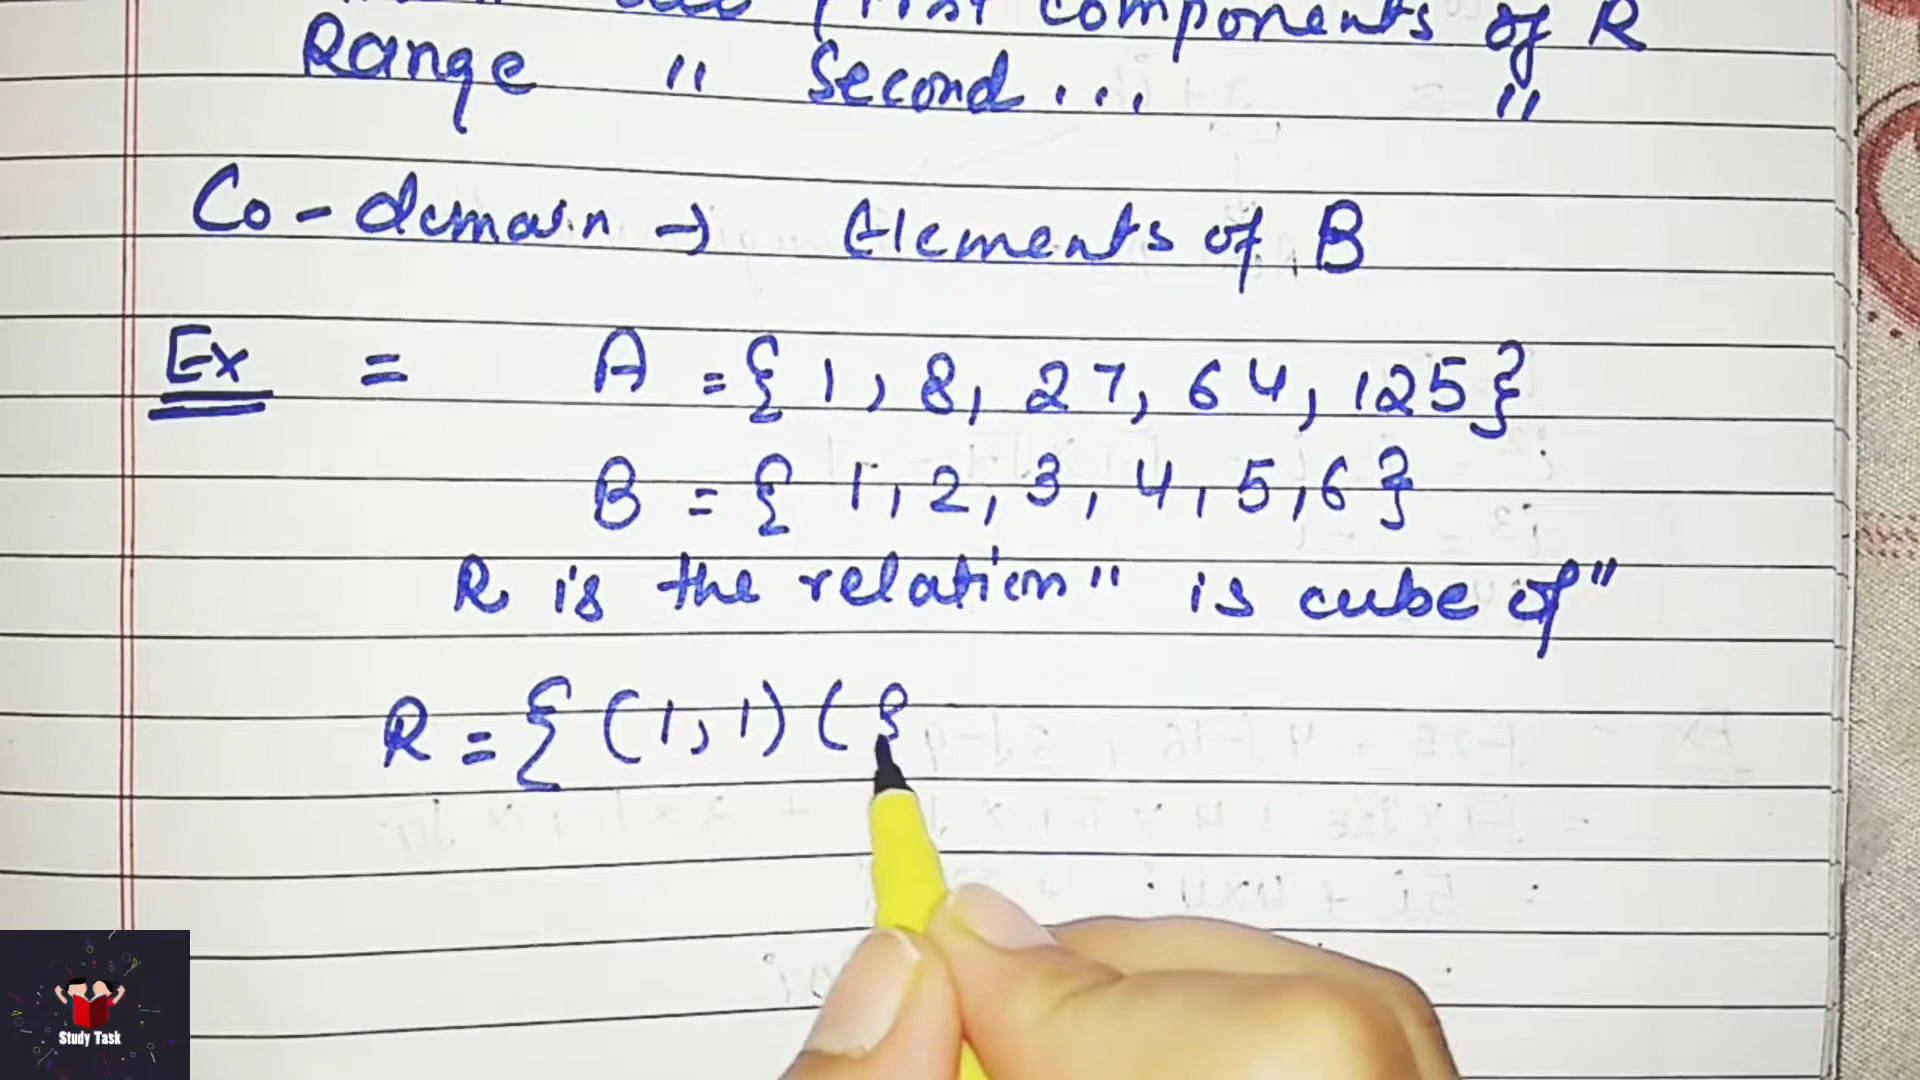 components of R
Range " Second... "
Co-domain → Elements of B
Ex = A = { 1, 8, 27, 64, 125}
B = { 1, 2, 3, 4, 5, 6 }
R is the relation " is cube of "
R = { (1, 1) ( 8
Study Task